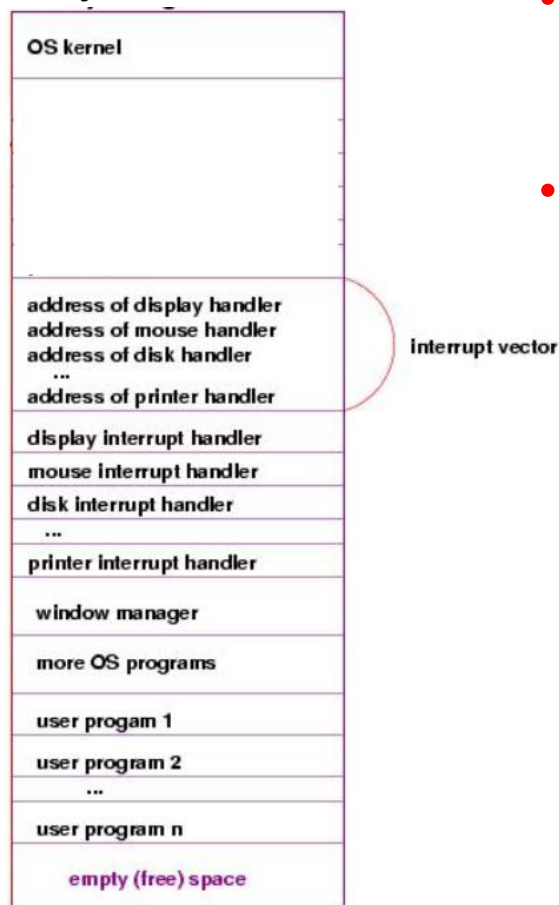 OS kernel
address of display handler
address of mouse handler
address of disk handler
...
address of printer handler
interrupt vector
display interrupt handler
mouse interrupt handler
disk interrupt handler
...
printer interrupt handler
window manager
more OS programs
user progam 1
user program 2
...
user program n
empty (free) space